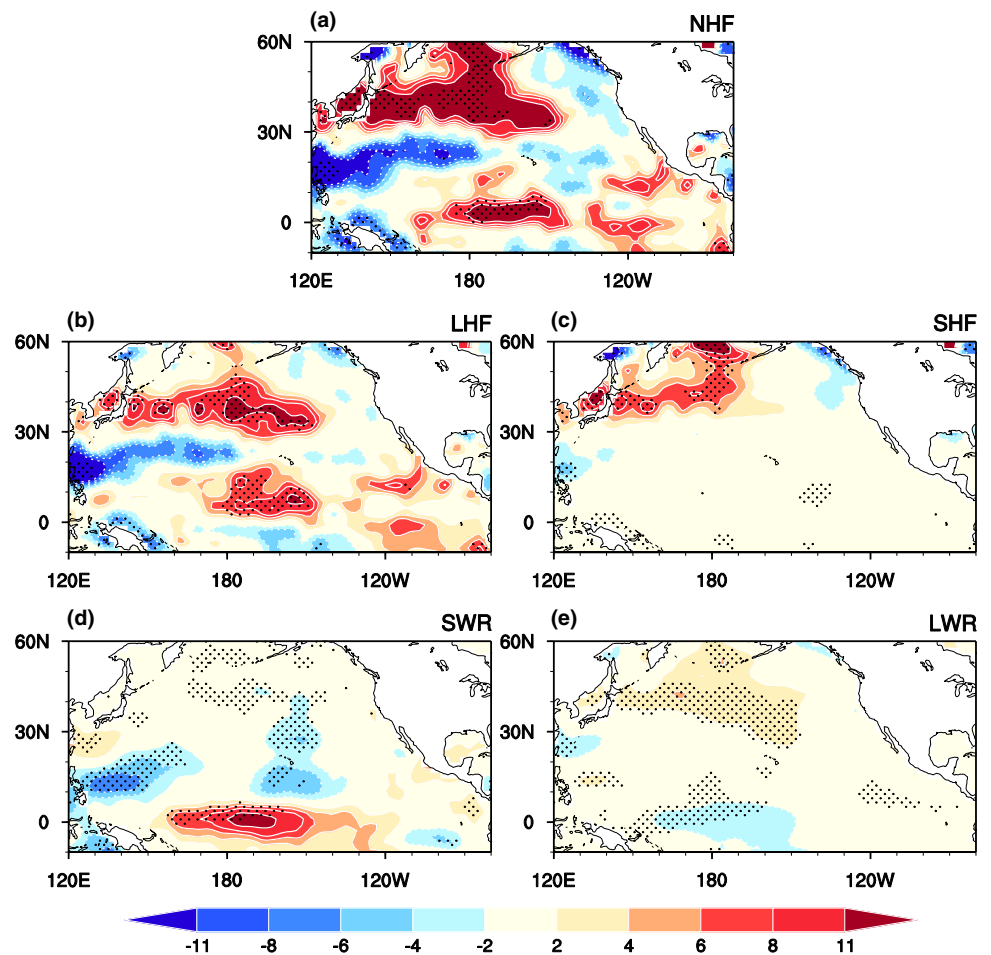 (a) NHF
60N
30N
0
120E 180 120W
(b) LHF (c) SHF
60N 60N
30N 30N
0 0
120E 180 120W 120E 180 120W
(d) SWR (e) LWR
60N 60N
30N 30N
0 0
120E 180 120W 120E 180 120W
-11 -8 -6 -4 -2 2 4 6 8 11